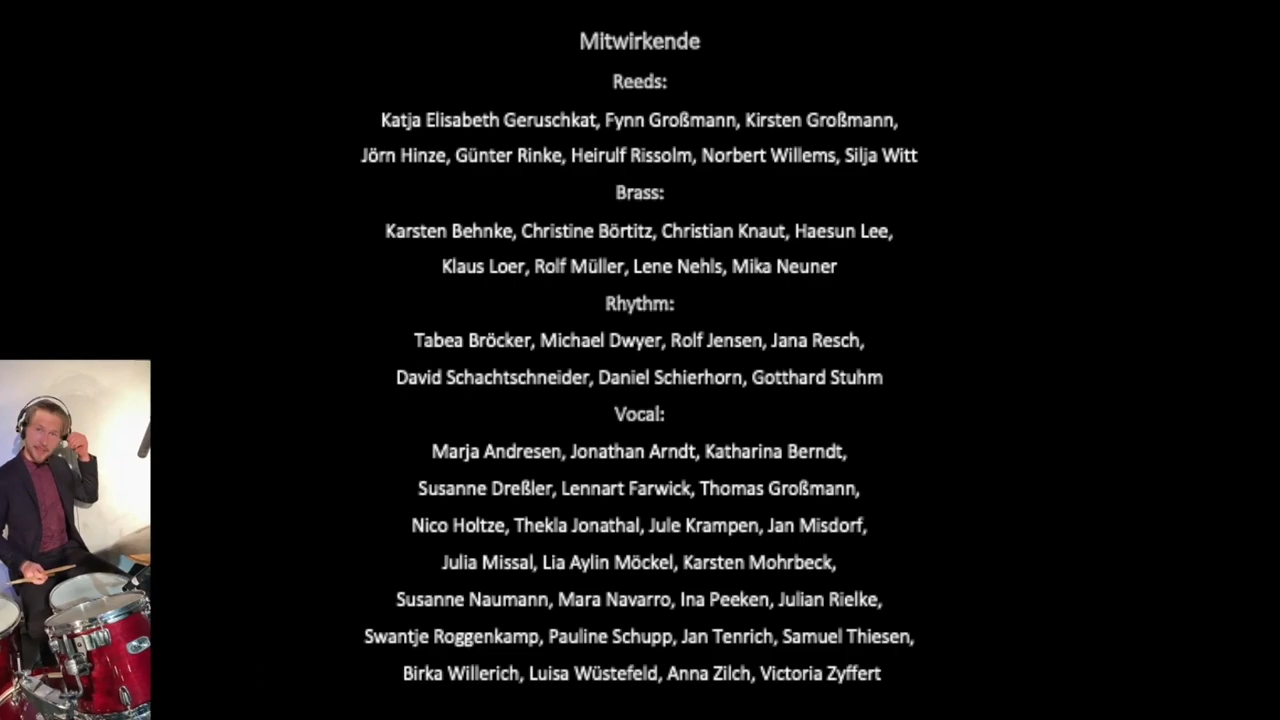 Mitwirkende
Reeds:
Katja Elisabeth Geruschkat, Fynn Großmann, Kirsten Großmann,
Jörn Hinze, Günter Rinke, Heirulf Rissolm, Norbert Willems, Silja Witt
Brass:
Karsten Behnke, Christine Börtitz, Christian Knaut, Haesun Lee,
Klaus Loer, Rolf Müller, Lene Nehls, Mika Neuner
Rhythm:
Tabea Bröcker, Michael Dwyer, Rolf Jensen, Jana Resch,
David Schachtschneider, Daniel Schierhorn, Gotthard Stuhm
Vocal:
Marja Andresen, Jonathan Arndt, Katharina Berndt,
Susanne Dreßler, Lennart Farwick, Thomas Großmann,
Nico Holtze, Thekla Jonathal, Jule Krampen, Jan Misdorf,
Julia Missal, Lia Aylin Möckel, Karsten Mohrbeck,
Susanne Naumann, Mara Navarro, Ina Peeken, Julian Rielke,
Swantje Roggenkamp, Pauline Schupp, Jan Tenrich, Samuel Thiesen,
Birka Willerich, Luisa Wüstefeld, Anna Zilch, Victoria Zyffert